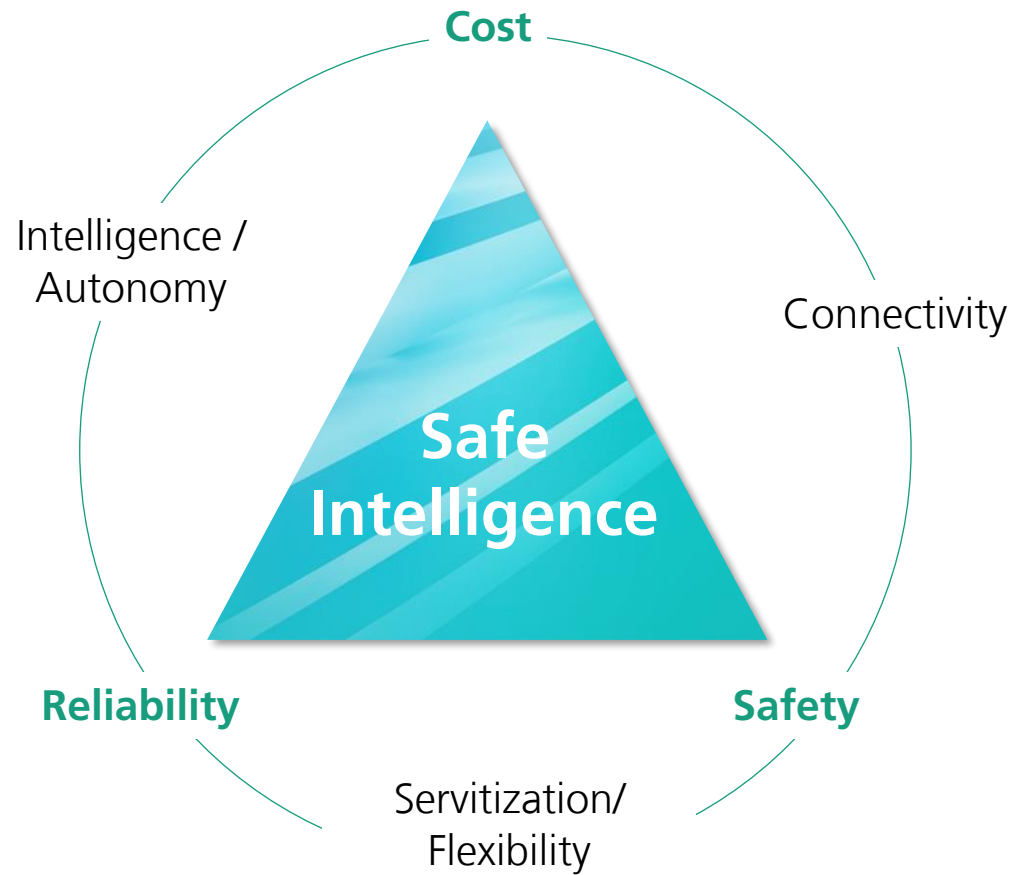 Cost
Intelligence /
Autonomy
Connectivity
Safe
Intelligence
Reliability
Safety
Servitization/
Flexibility